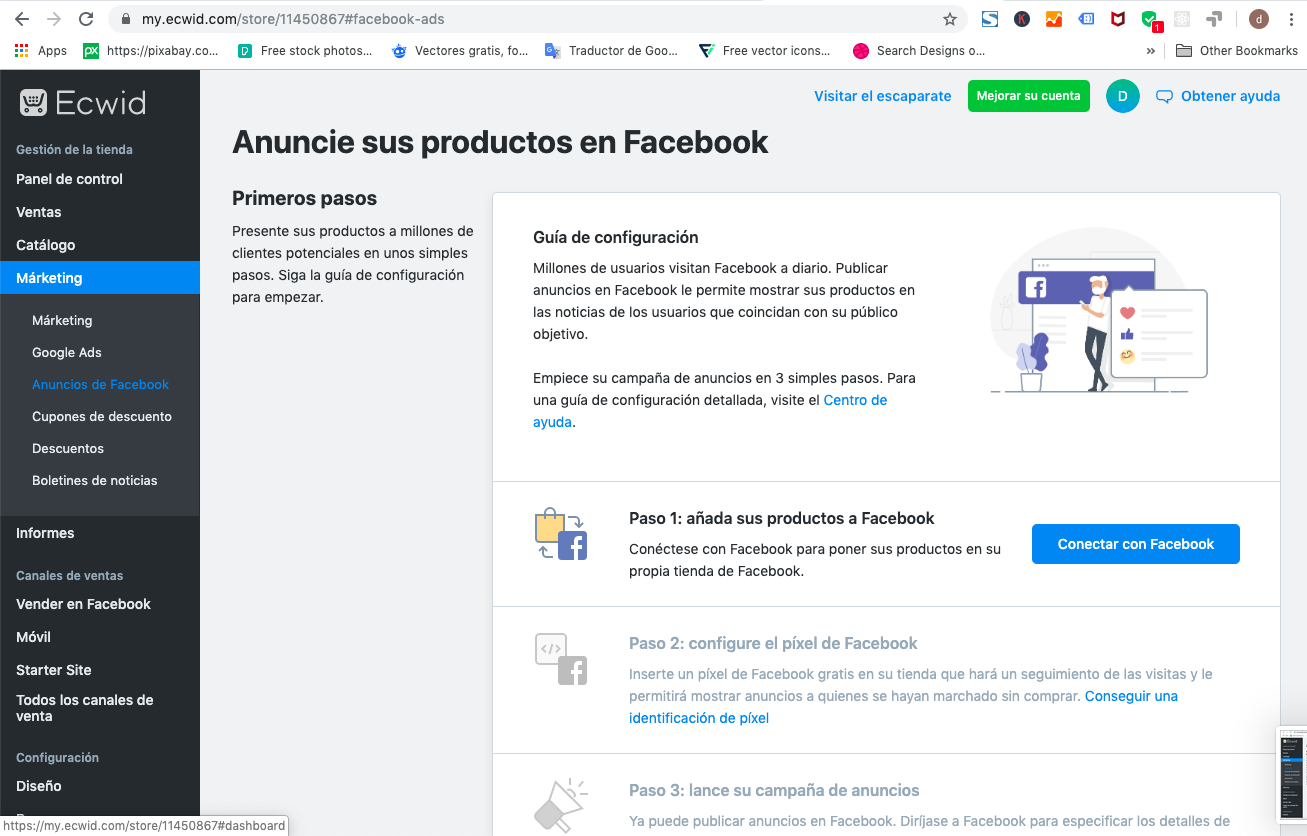 my.ecwid.com/store/11450867#facebook-ads
1
d
Apps
https://pixabay.co...
Free stock photos...
Vectores gratis, fo...
Traductor de Goo...
Free vector icons...
Search Designs o...
»
Other Bookmarks
Ecwid
Gestión de la tienda
Panel de control
Ventas
Catálogo
Márketing
Márketing
Google Ads
Anuncios de Facebook
Cupones de descuento
Descuentos
Boletines de noticias
Informes
Canales de ventas
Vender en Facebook
Móvil
Starter Site
Todos los canales de
venta
Configuración
Diseño
https://my.ecwid.com/store/11450867#dashboard
Visitar el escaparate
Mejorar su cuenta
D
Obtener ayuda
Anuncie sus productos en Facebook
Primeros pasos
Presente sus productos a millones de
clientes potenciales en unos simples
pasos. Siga la guía de configuración
para empezar.
Guía de configuración
Millones de usuarios visitan Facebook a diario. Publicar
anuncios en Facebook le permite mostrar sus productos en
las noticias de los usuarios que coincidan con su público
objetivo.
Empiece su campaña de anuncios en 3 simples pasos. Para
una guía de configuración detallada, visite el Centro de
ayuda.
Paso 1: añada sus productos a Facebook
Conéctese con Facebook para poner sus productos en su
propia tienda de Facebook.
Conectar con Facebook
Paso 2: configure el píxel de Facebook
Inserte un píxel de Facebook gratis en su tienda que hará un seguimiento de las visitas y le
permitirá mostrar anuncios a quienes se hayan marchado sin comprar. Conseguir una
identificación de píxel
Paso 3: lance su campaña de anuncios
Ya puede publicar anuncios en Facebook. Diríjase a Facebook para especificar los detalles de